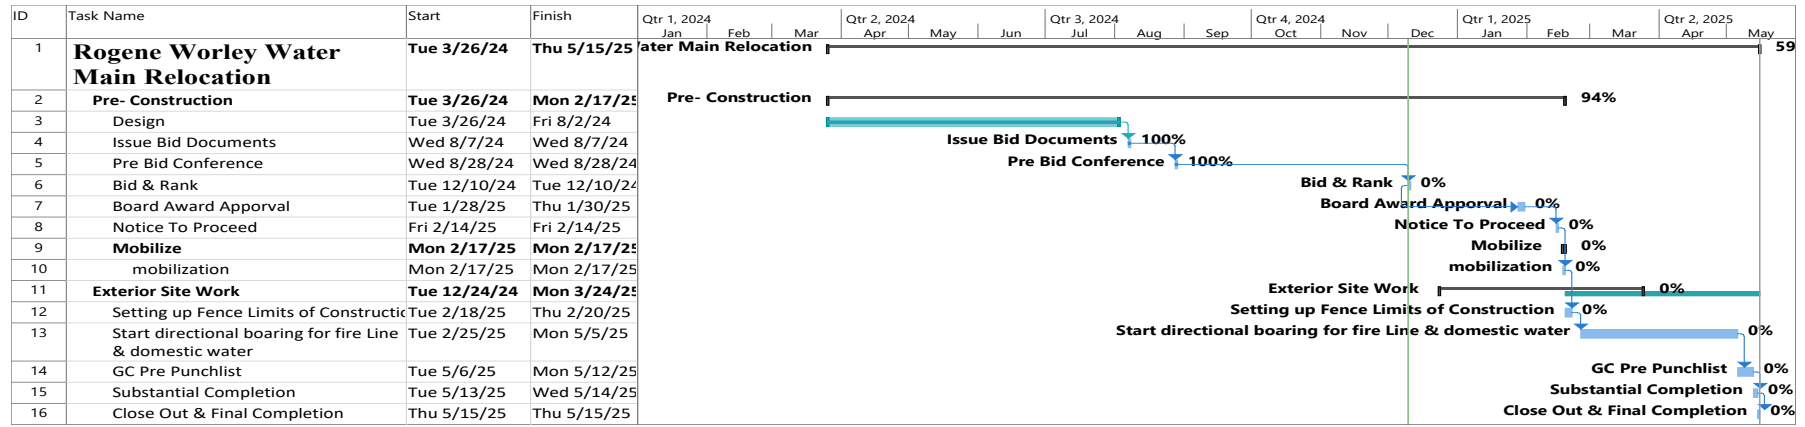 ID Task Name Start Finish Qtr 1, 2024 Qtr 2, 2024 Qtr 3, 2024 Qtr 4, 2024 Qtr 1, 2025 Qtr 2, 2025
Jan Feb Mar Apr May Jun Jul Aug Sep Oct Nov Dec Jan Feb Mar Apr May
1 Rogene Worley Water Tue 3/26/24 Thu 5/15/25 ater Main Relocation 59
Main Relocation
2 Pre- Construction Tue 3/26/24 Mon 2/17/25 Pre- Construction 94%
3 Design Tue 3/26/24 Fri 8/2/24
4 Issue Bid Documents Wed 8/7/24 Wed 8/7/24 Issue Bid Documents 100%
5 Pre Bid Conference Wed 8/28/24 Wed 8/28/24 Pre Bid Conference 100%
6 Bid & Rank Tue 12/10/24 Tue 12/10/24 Bid & Rank 0%
7 Board Award Apporval Tue 1/28/25 Thu 1/30/25 Board Award Apporval 0%
8 Notice To Proceed Fri 2/14/25 Fri 2/14/25 Notice To Proceed 0%
9 Mobilize Mon 2/17/25 Mon 2/17/25 Mobilize 0%
10 mobilization Mon 2/17/25 Mon 2/17/25 mobilization 0%
11 Exterior Site Work Tue 12/24/24 Mon 3/24/25 Exterior Site Work 0%
12 Setting up Fence Limits of Constructic Tue 2/18/25 Thu 2/20/25 Setting up Fence Limits of Construction 0%
13 Start directional boaring for fire Line Tue 2/25/25 Mon 5/5/25 Start directional boaring for fire Line & domestic water 0%
& domestic water
14 GC Pre Punchlist Tue 5/6/25 Mon 5/12/25 GC Pre Punchlist 0%
15 Substantial Completion Tue 5/13/25 Wed 5/14/25 Substantial Completion 0%
16 Close Out & Final Completion Thu 5/15/25 Thu 5/15/25 Close Out & Final Completion 0%